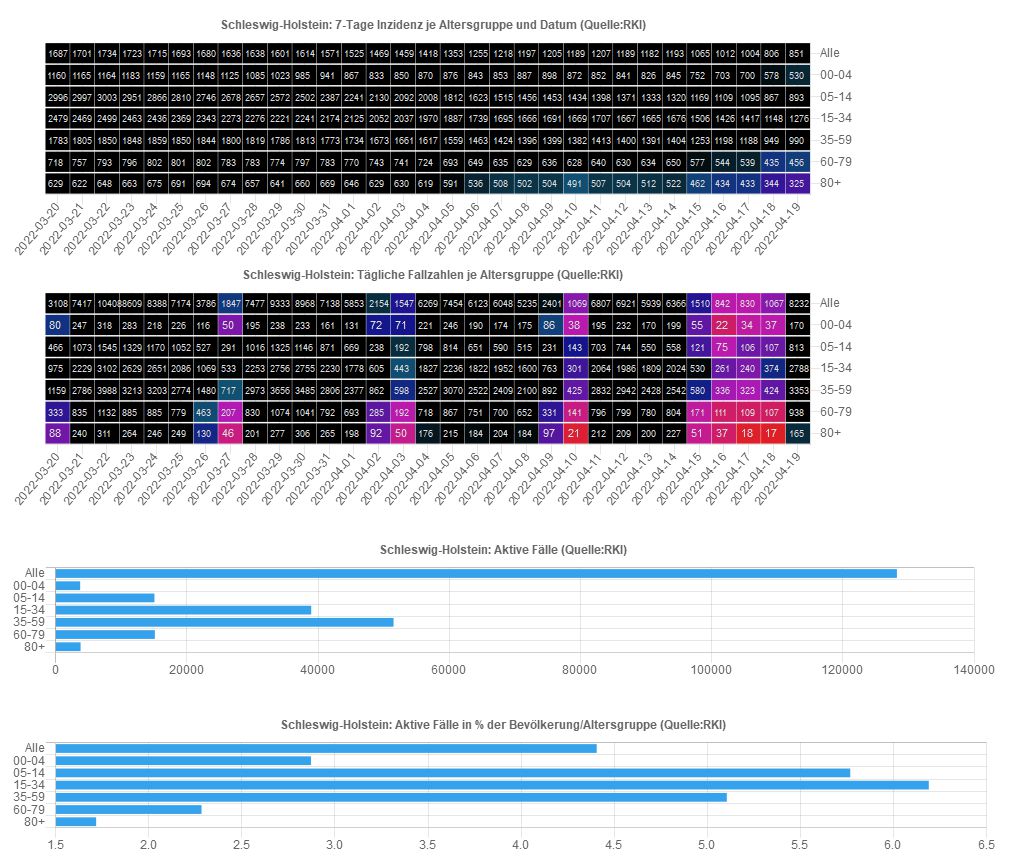 Schleswig-Holstein: 7-Tage Inzidenz je Altersgruppe und Datum (Quelle:RKI)
1687 1701 1734 1723 1715 1693 1680 1636 1638 1601 1614 1571 1525 1469 1459 1418 1353 1255 1218 1197 1205 1189 1207 1189 1182 1193 1065 1012 1004 806 851 Alle
1160 1165 1164 1183 1159 1165 1148 1125 1085 1023 985 941 867 833 850 870 876 843 853 887 898 872 852 841 826 845 752 703 700 578 530 00-04
2996 2997 3003 2951 2866 2810 2746 2678 2657 2572 2502 2387 2241 2130 2092 2008 1812 1623 1515 1456 1453 1434 1398 1371 1333 1320 1169 1109 1095 867 893 05-14
2479 2469 2499 2463 2436 2369 2343 2273 2276 2221 2241 2174 2125 2052 2037 1970 1887 1739 1695 1666 1691 1669 1707 1667 1665 1676 1506 1426 1417 1148 1276 15-34
1783 1805 1850 1848 1859 1850 1844 1800 1819 1786 1813 1773 1734 1673 1661 1617 1559 1463 1424 1396 1399 1382 1413 1400 1391 1404 1253 1198 1188 949 990 35-59
718 757 793 796 802 801 802 783 783 774 797 783 770 743 741 724 693 649 635 629 636 628 640 630 634 650 577 544 539 435 456 60-79
629 622 648 663 675 691 694 674 657 641 660 669 646 629 630 619 591 536 508 502 504 491 507 504 512 522 462 434 433 344 325 80+
2022-03-20 2022-03-21 2022-03-22 2022-03-23 2022-03-24 2022-03-25 2022-03-26 2022-03-27 2022-03-28 2022-03-29 2022-03-30 2022-03-31 2022-04-01 2022-04-02 2022-04-03 2022-04-04 2022-04-05 2022-04-06 2022-04-07 2022-04-08 2022-04-09 2022-04-10 2022-04-11 2022-04-12 2022-04-13 2022-04-14 2022-04-15 2022-04-16 2022-04-17 2022-04-18 2022-04-19
Schleswig-Holstein: Tägliche Fallzahlen je Altersgruppe (Quelle:RKI)
3108 7417 10408 8609 8388 7174 3786 1847 7477 9333 8968 7138 5853 2154 1547 6269 7454 6123 6048 5235 2401 1069 6807 6921 5939 6366 1510 842 830 1067 8232 Alle
80 247 318 283 218 226 116 50 195 238 233 161 131 72 71 221 246 190 174 175 86 38 195 232 170 199 55 22 34 37 170 00-04
466 1073 1545 1329 1170 1052 527 291 1016 1325 1146 871 669 238 192 798 814 651 590 515 231 143 703 744 550 558 121 75 106 107 813 05-14
975 2229 3102 2629 2651 2086 1069 533 2253 2756 2755 2230 1778 605 443 1827 2236 1822 1952 1600 763 301 2064 1986 1809 2024 530 261 240 374 2788 15-34
1159 2786 3988 3213 3203 2774 1480 717 2973 3656 3485 2806 2377 862 598 2527 3070 2522 2409 2100 892 425 2832 2942 2428 2542 580 336 323 424 3353 35-59
333 835 1132 885 885 779 463 207 830 1074 1041 792 693 285 192 718 867 751 700 652 331 141 796 799 780 804 171 111 109 107 938 60-79
88 240 311 264 246 249 130 46 201 277 306 265 198 92 50 176 215 184 204 184 97 21 212 209 200 227 51 37 18 17 165 80+
2022-03-20 2022-03-21 2022-03-22 2022-03-23 2022-03-24 2022-03-25 2022-03-26 2022-03-27 2022-03-28 2022-03-29 2022-03-30 2022-03-31 2022-04-01 2022-04-02 2022-04-03 2022-04-04 2022-04-05 2022-04-06 2022-04-07 2022-04-08 2022-04-09 2022-04-10 2022-04-11 2022-04-12 2022-04-13 2022-04-14 2022-04-15 2022-04-16 2022-04-17 2022-04-18 2022-04-19
Schleswig-Holstein: Aktive Fälle (Quelle:RKI)
Alle
00-04
05-14
15-34
35-59
60-79
80+
0 20000 40000 60000 80000 100000 120000 140000
Schleswig-Holstein: Aktive Fälle in % der Bevölkerung/Altersgruppe (Quelle:RKI)
Alle
00-04
05-14
15-34
35-59
60-79
80+
1.5 2.0 2.5 3.0 3.5 4.0 4.5 5.0 5.5 6.0 6.5